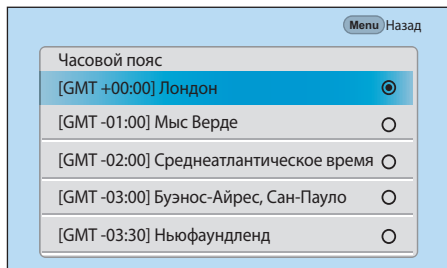 Menu Назад
Часовой пояс
[GMT +00:00] Лондон
[GMT -01:00] Мыс Верде
[GMT -02:00] Среднеатлантическое время
[GMT -03:00] Буэнос-Айрес, Сан-Пауло
[GMT -03:30] Ньюфаундленд